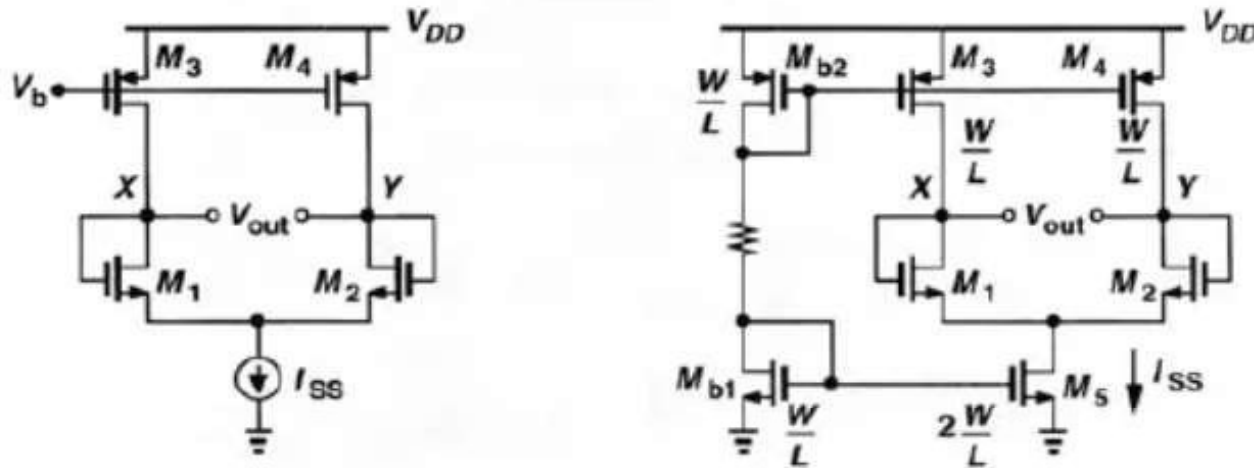 V_DD
M_3
M_4
V_b
X
Y
V_out
M_1
M_2
I_SS
V_DD
M_b2
M_3
M_4
W/L
W/L
W/L
X
Y
V_out
M_1
M_2
M_b1
M_5
I_SS
W/L
2 W/L